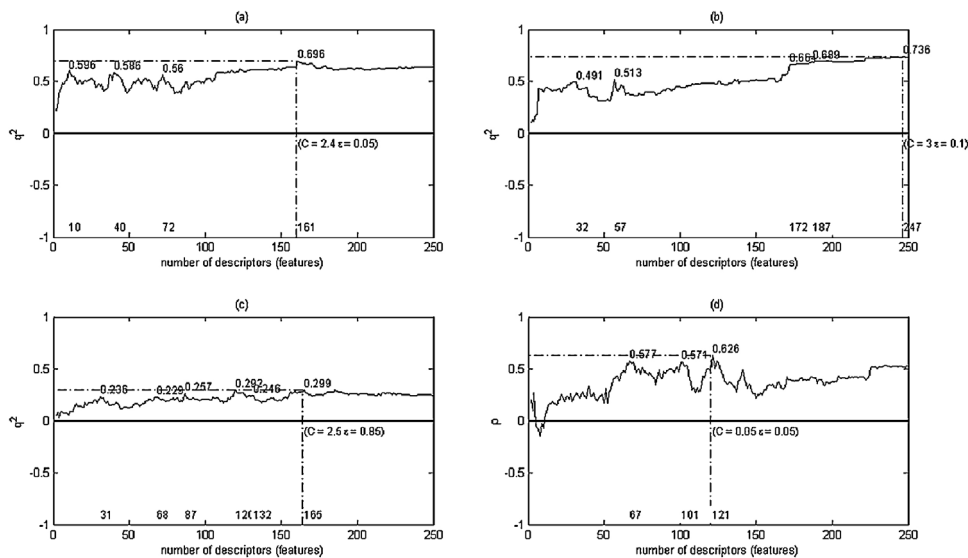 (a)
1
0.5
0
-0.5
-1
q²
0.596
0.586
0.56
0.696
(C = 2.4 ε = 0.05)
10
40
72
161
0 50 100 150 200 250
number of descriptors (features)
(b)
1
0.5
0
-0.5
-1
q²
0.491
0.513
0.689
0.736
(C = 3 ε = 0.1)
32
57
172
187
247
0 50 100 150 200 250
number of descriptors (features)
(c)
1
0.5
0
-0.5
-1
q²
0.236
0.229
0.257
0.292
0.246
0.299
(C = 2.5 ε = 0.85)
31
68
87
132
165
0 50 100 150 200 250
number of descriptors (features)
(d)
1
0.5
0
-0.5
-1
ρ
0.577
0.571
0.626
(C = 0.05 ε = 0.05)
67
101
121
0 50 100 150 200 250
number of descriptors (features)